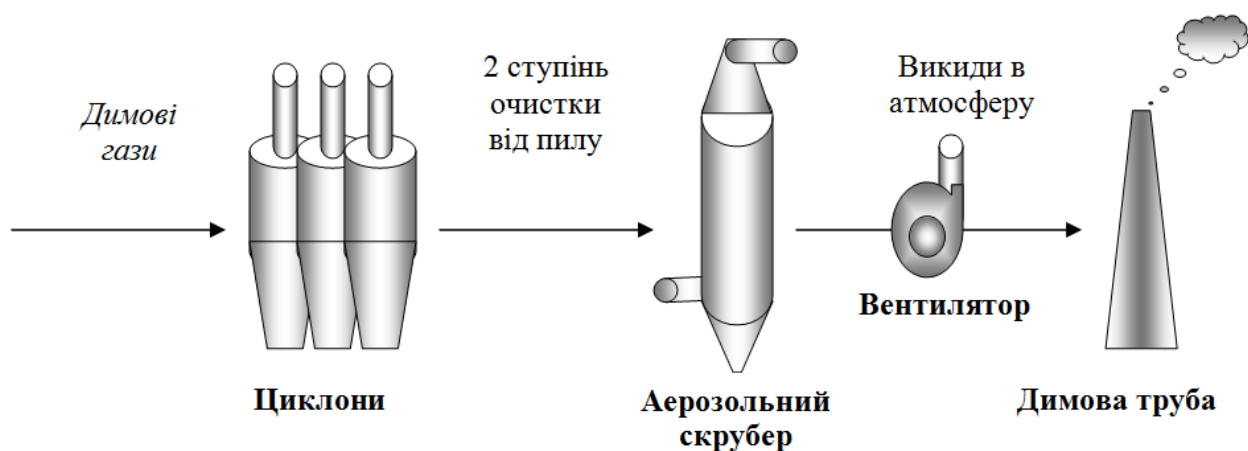 Димові
гази
2 ступінь
очистки
від пилу
Викиди в
атмосферу
Вентилятор
Циклони
Аерозольний
скрубер
Димова труба